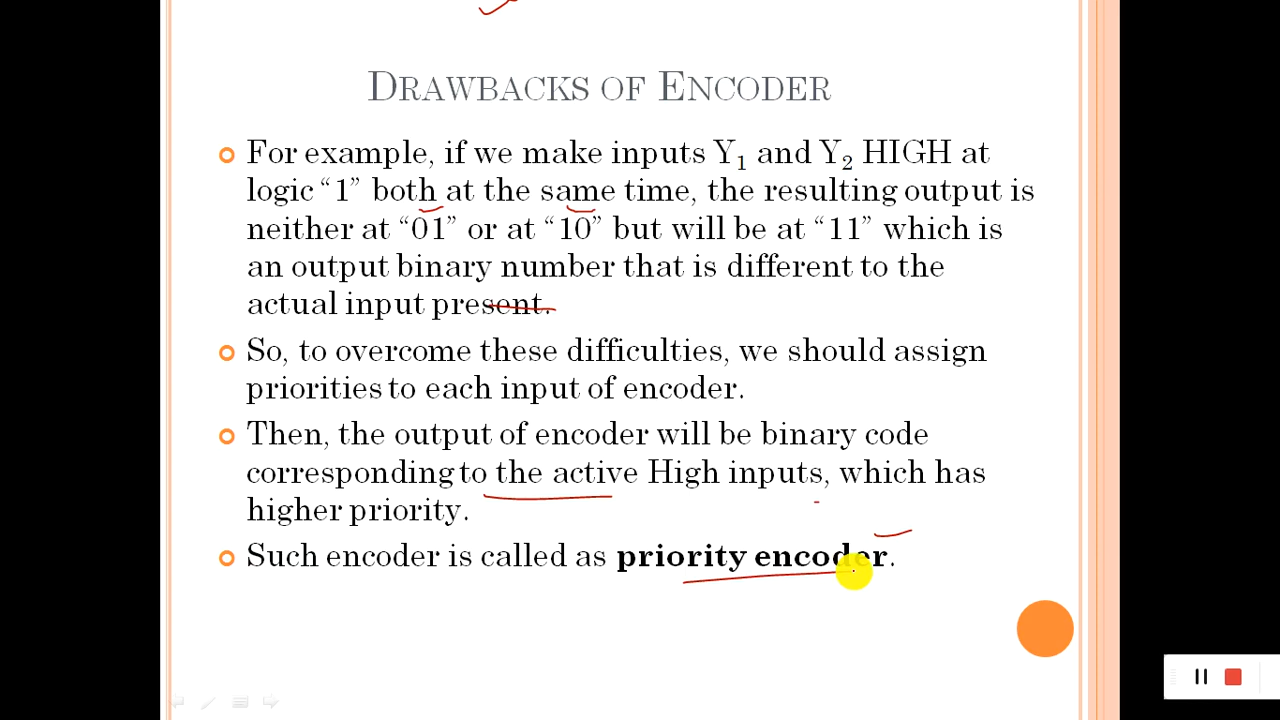 DRAWBACKS OF ENCODER
For example, if we make inputs Y₁ and Y₂ HIGH at
logic “1” both at the same time, the resulting output is
neither at “01” or at “10” but will be at “11” which is
an output binary number that is different to the
actual input present.
So, to overcome these difficulties, we should assign
priorities to each input of encoder.
Then, the output of encoder will be binary code
corresponding to the active High inputs, which has
higher priority.
Such encoder is called as priority encoder.